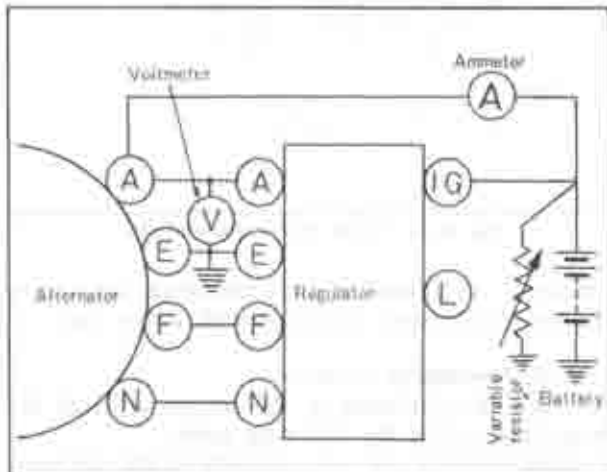 Voltmeter
Ammeter
A
A
A
IG
V
E
E
Alternator
Regulator
L
F
F
N
N
Variable
resistor
Battery